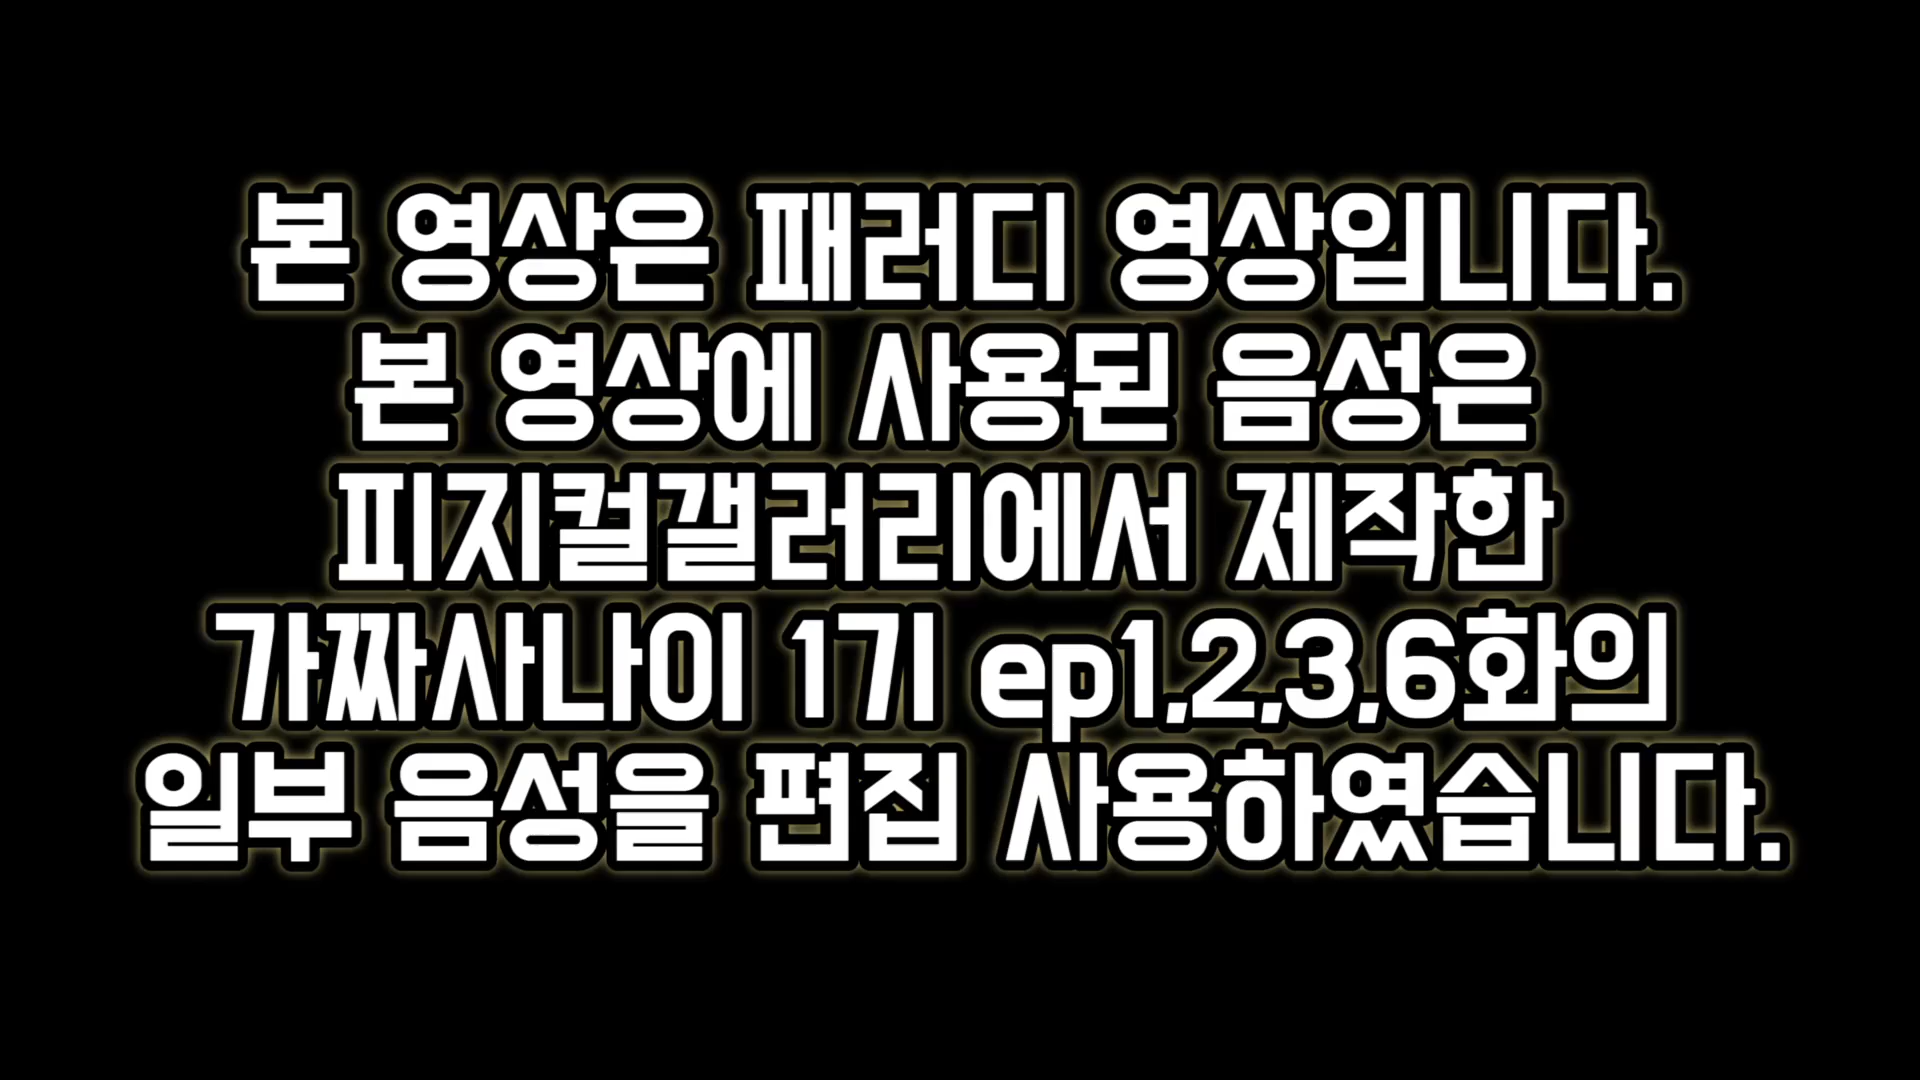 본 영상은 패러디 영상입니다.
본 영상에 사용된 음성은
피지컬갤러리에서 제작한
가짜사나이 1기 ep1,2,3,6화의
일부 음성을 편집 사용하였습니다.